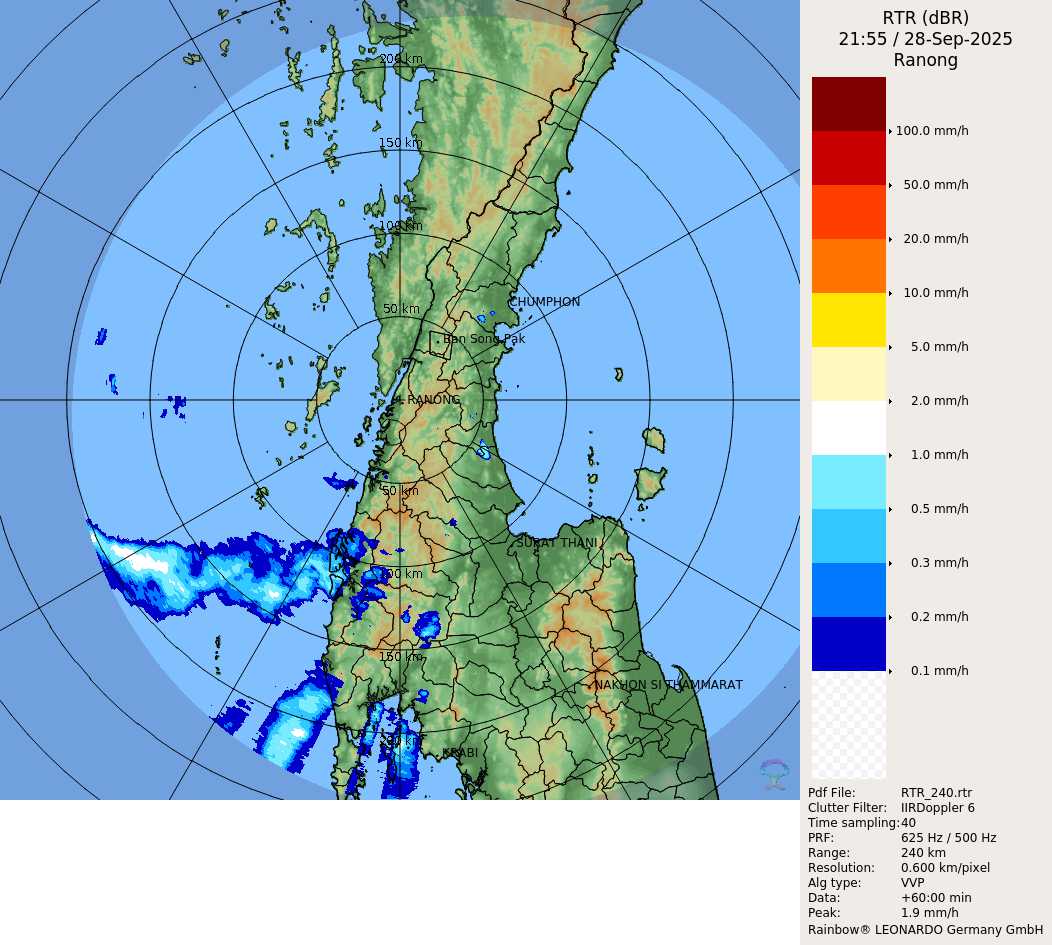 RTR (dBR)
21:55 / 28-Sep-2025
Ranong
200 km
150 km
100 km
50 km
CHUMPHON
Ban Song Pak
RANONG
50 km
SURAT THANI
100 km
150 km
NAKHON SI THAMMARAT
200 km
KRABI
100.0 mm/h
50.0 mm/h
20.0 mm/h
10.0 mm/h
5.0 mm/h
2.0 mm/h
1.0 mm/h
0.5 mm/h
0.3 mm/h
0.2 mm/h
0.1 mm/h
Pdf File: RTR_240.rtr
Clutter Filter: IIRDoppler 6
Time sampling: 40
PRF: 625 Hz / 500 Hz
Range: 240 km
Resolution: 0.600 km/pixel
Alg type: VVP
Data: +60:00 min
Peak: 1.9 mm/h
Rainbow® LEONARDO Germany GmbH